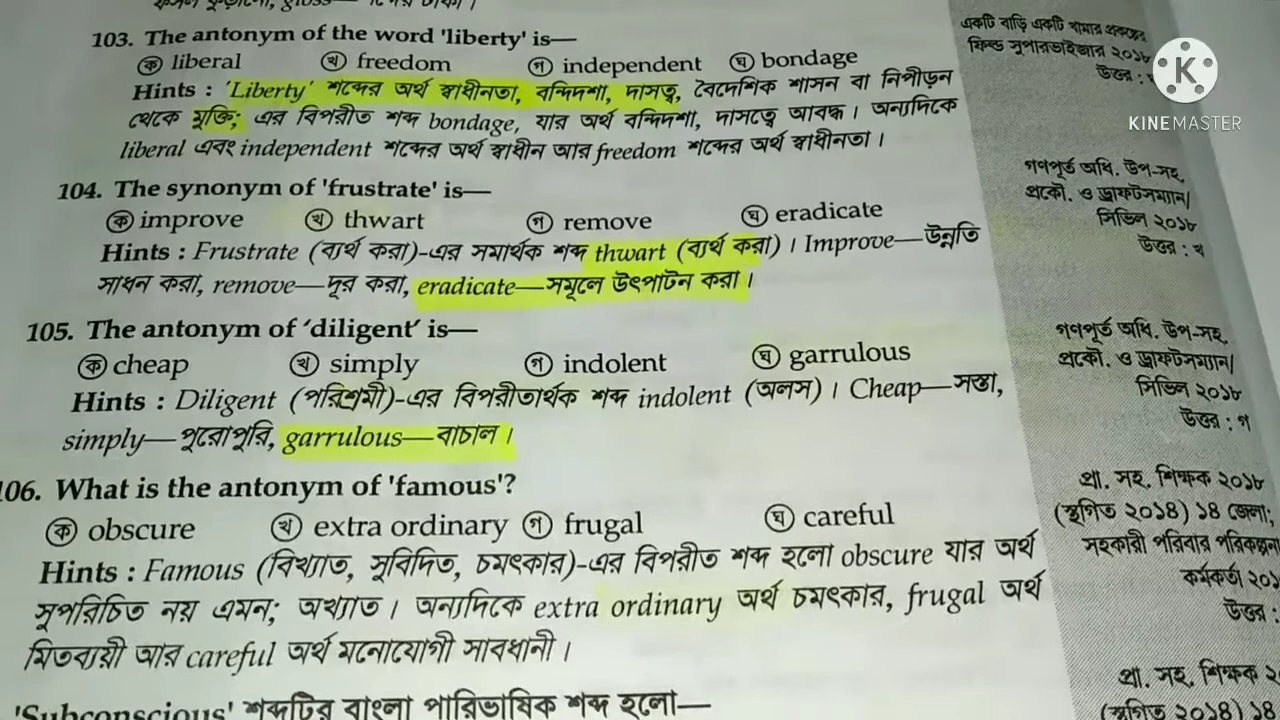 103. The antonym of the word 'liberty' is—
ক liberal খ freedom গ independent ঘ bondage
Hints : 'Liberty' শব্দের অর্থ স্বাধীনতা, বন্দিদশা, দাসত্ব, বৈদেশিক শাসন বা নিপীড়ন
থেকে মুক্তি; এর বিপরীত শব্দ bondage, যার অর্থ বন্দিদশা, দাসত্বে আবদ্ধ। অন্যদিকে
liberal এবং independent শব্দের অর্থ স্বাধীন আর freedom শব্দের অর্থ স্বাধীনতা।
একটি বাড়ি একটি খামার প্রকল্পের
ফিল্ড সুপারভাইজার ২০১৮
উত্তর :
KINEMASTER
104. The synonym of 'frustrate' is—
ক improve খ thwart গ remove ঘ eradicate
Hints : Frustrate (ব্যর্থ করা)-এর সমার্থক শব্দ thwart (ব্যর্থ করা)। Improve—উন্নতি
সাধন করা, remove—দূর করা, eradicate—সমূলে উৎপাটন করা।
গণপূর্ত অধি. উপ-সহ.
প্রকৌ. ও ড্রাফটসম্যান/
সিভিল ২০১৮
উত্তর : খ
105. The antonym of 'diligent' is—
ক cheap খ simply গ indolent ঘ garrulous
Hints : Diligent (পরিশ্রমী)-এর বিপরীতার্থক শব্দ indolent (অলস)। Cheap—সস্তা,
simply—পুরোপুরি, garrulous—বাচাল।
গণপূর্ত অধি. উপ-সহ.
প্রকৌ. ও ড্রাফটসম্যান/
সিভিল ২০১৮
উত্তর : গ
106. What is the antonym of 'famous'?
ক obscure খ extra ordinary গ frugal ঘ careful
Hints : Famous (বিখ্যাত, সুবিদিত, চমৎকার)-এর বিপরীত শব্দ হলো obscure যার অর্থ
সুপরিচিত নয় এমন; অখ্যাত। অন্যদিকে extra ordinary অর্থ চমৎকার, frugal অর্থ
মিতব্যয়ী আর careful অর্থ মনোযোগী সাবধানী।
প্রা. সহ. শিক্ষক ২০১৮
(স্থগিত ২০১৪) ১৪ জেলা;
সহকারী পরিবার পরিকল্পনা
কর্মকর্তা ২০১
উত্তর :
'Subconscious' শব্দটির বাংলা পারিভাষিক শব্দ হলো—
প্রা. সহ. শিক্ষক ২
(স্থগিত ২০১৪) ১৪